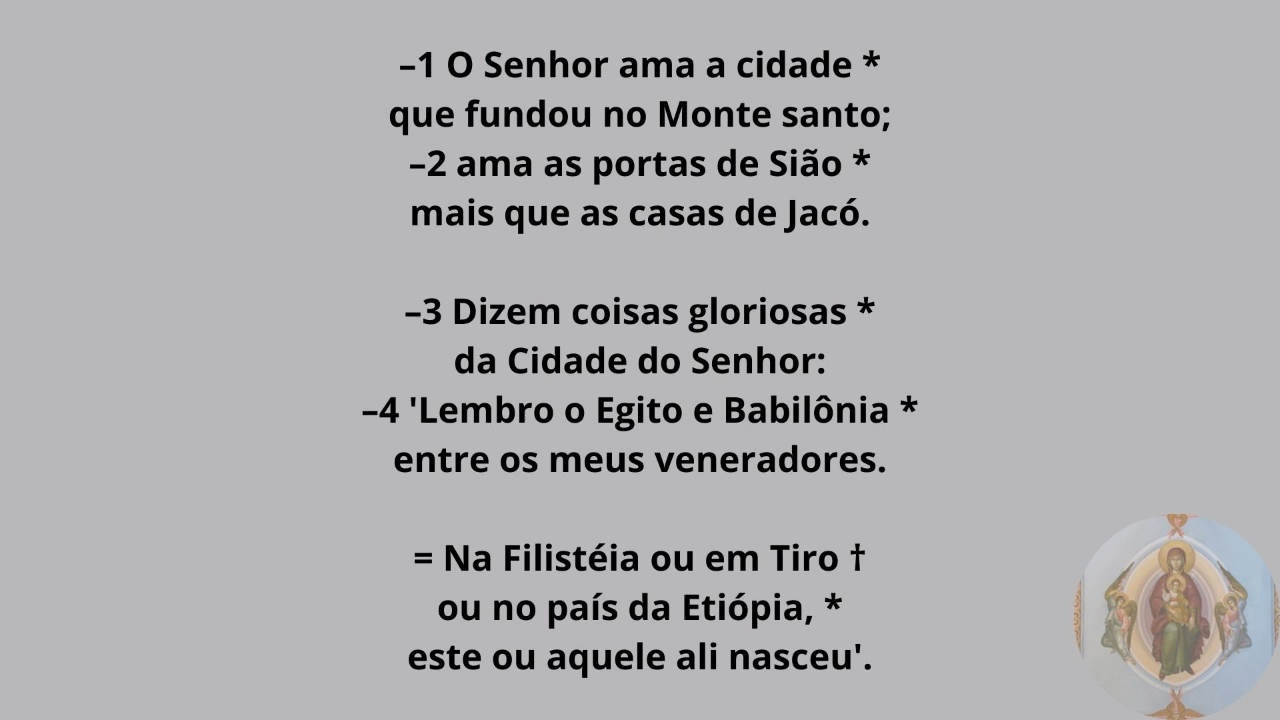 –1 O Senhor ama a cidade *
que fundou no Monte santo;
–2 ama as portas de Sião *
mais que as casas de Jacó.
–3 Dizem coisas gloriosas *
da Cidade do Senhor:
–4 'Lembro o Egito e Babilônia *
entre os meus veneradores.
= Na Filistéia ou em Tiro †
ou no país da Etiópia, *
este ou aquele ali nasceu'.